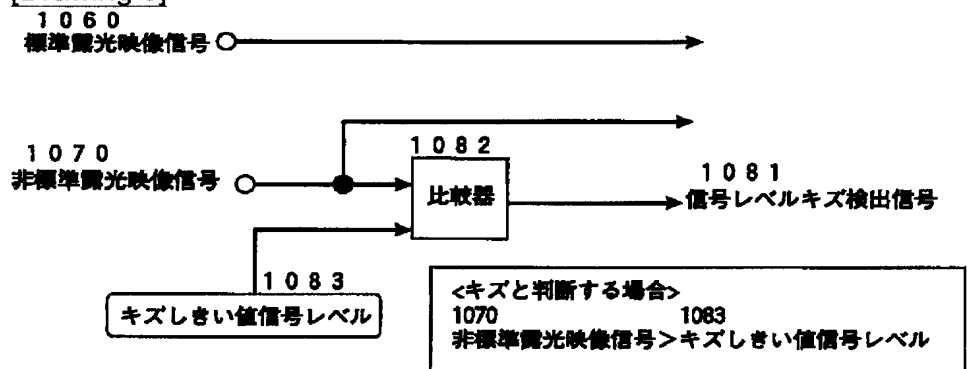 1060
標準露光映像信号
1070
非標準露光映像信号
1082
比較器
1081
信号レベルキズ検出信号
1083
キズしきい値信号レベル
<キズと判断する場合>
1070 1083
非標準露光映像信号＞キズしきい値信号レベル